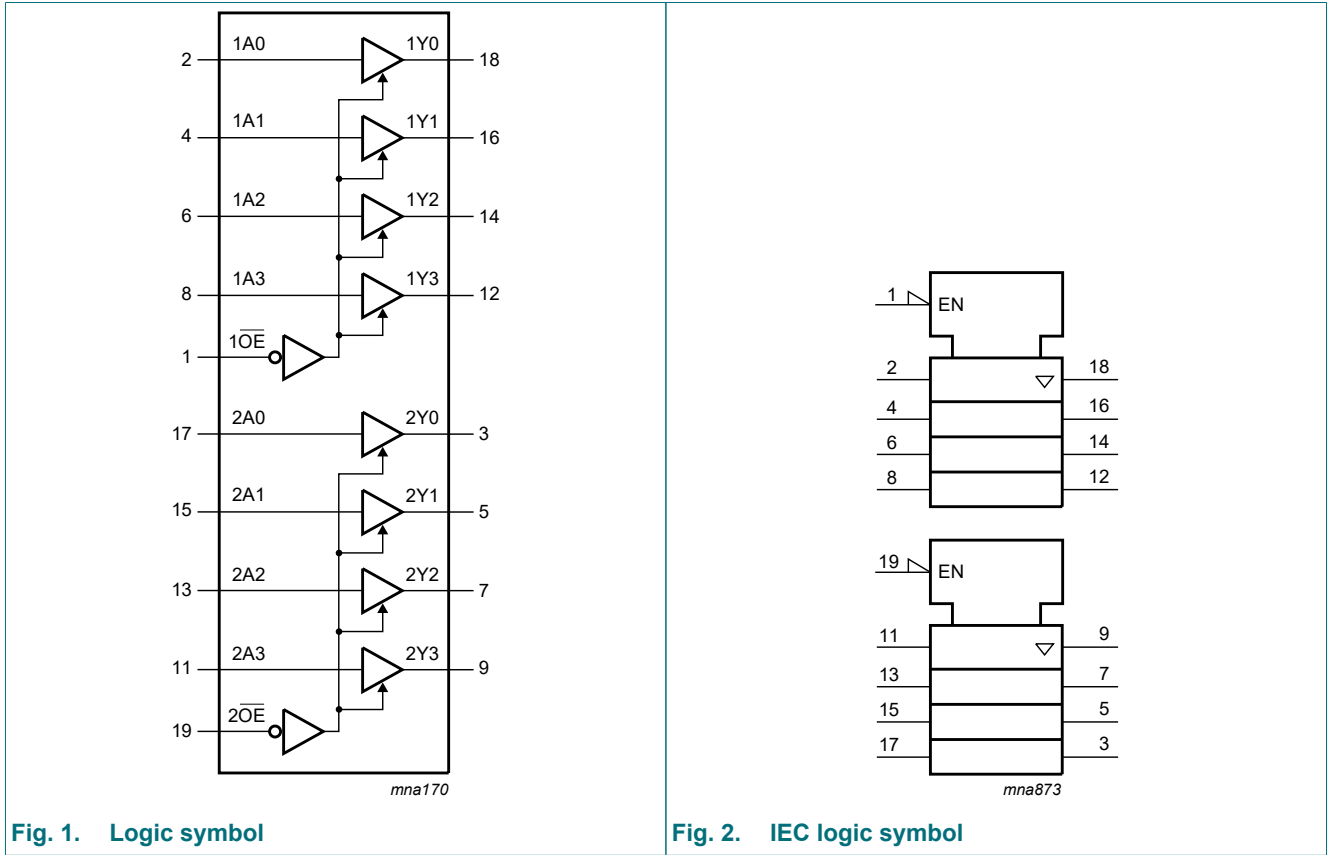 2 1A0 1Y0 18
4 1A1 1Y1 16
6 1A2 1Y2 14
8 1A3 1Y3 12
1 1O̅E̅
17 2A0 2Y0 3
15 2A1 2Y1 5
13 2A2 2Y2 7
11 2A3 2Y3 9
19 2O̅E̅
mna170
Fig. 1. Logic symbol
1 EN
2 18
4 16
6 14
8 12
19 EN
11 9
13 7
15 5
17 3
mna873
Fig. 2. IEC logic symbol